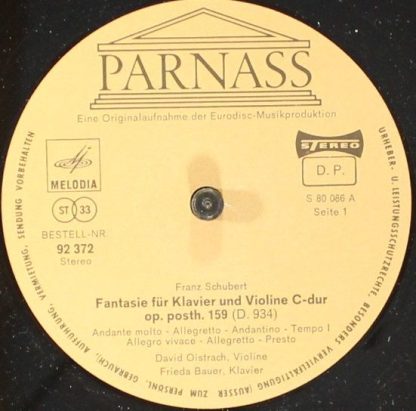 PARNASS
Eine Originalaufnahme der Eurodisc-Musikproduktion
MELODIA
ST 33
BESTELL-NR.
92 372
Stereo
STEREO
D. P.
S 80 086 A
Seite 1
Franz Schubert
Fantasie für Klavier und Violine C-dur
op. posth. 159 (D. 934)
Andante molto - Allegretto - Andantino - Tempo I
Allegro vivace - Allegretto - Presto
David Oistrach, Violine
Frieda Bauer, Klavier
URHEBER- U. LEISTUNGSSCHUTZRECHTE, BESONDERS VERVIELFÄLTIGUNG (AUSSER ZUM PERSÖNL. GEBRAUCH), AUFFÜHRUNG, VERMIETUNG, SENDUNG VORBEHALTEN